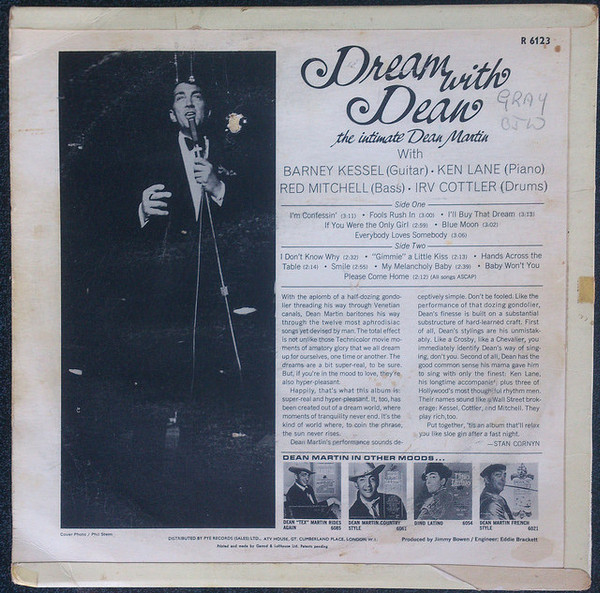 R 6123
Dream with
Dean
GRAY
the intimate Dean Martin
With
BARNEY KESSEL (Guitar) · KEN LANE (Piano)
RED MITCHELL (Bass) · IRV COTTLER (Drums)
Side One
I'm Confessin' (3:11) • Fools Rush In (3:00) • I'll Buy That Dream (3:13)
If You Were the Only Girl (2:59) • Blue Moon (3:02)
Everybody Loves Somebody (3:06)
Side Two
I Don't Know Why (2:32) • "Gimmie" a Little Kiss (2:13) • Hands Across the
Table (2:14) • Smile (2:55) • My Melancholy Baby (2:39) • Baby Won't You
Please Come Home (2:12) (All songs ASCAP)
With the aplomb of a half-dozing gondo-
lier threading his way through Venetian
canals, Dean Martin baritones his way
through the twelve most aphrodisiac
songs yet devised by man. The total effect
is not unlike those Technicolor movie mo-
ments of amatory glory that we all dream
up for ourselves, one time or another. The
dreams are a bit super-real, to be sure.
But, if you're in the mood to love, they're
also hyper-pleasant.
Happily, that's what this album is:
super-real and hyper-pleasant. It, too, has
been created out of a dream world, where
moments of tranquility never end. It's the
kind of world where, to coin the phrase,
the sun never rises.
Dean Martin's performance sounds de-
ceptively simple. Don't be fooled. Like the
performance of that dozing gondolier,
Dean's finesse is built on a substantial
substructure of hard-learned craft. First
of all, Dean's stylings are his unmistak-
ably. Like a Crosby, like a Chevalier, you
immediately identify Dean's way of sing-
ing, don't you. Second of all, Dean has the
good common sense his mama gave him
to sing with only the finest: Ken Lane,
his longtime accompanist; plus three of
Hollywood's most thoughtful rhythm men.
Their names sound like a Wall Street brok-
erage: Kessel, Cottler, and Mitchell. They
play rich, too.
Put together, 'tis an album that'll relax
you like sloe gin after a fast night.
—STAN CORNYN
DEAN MARTIN IN OTHER MOODS...
DEAN "TEX" MARTIN RIDES
AGAIN 6085
DEAN MARTIN COUNTRY
STYLE 6061
DINO LATINO 6054
DEAN MARTIN FRENCH
STYLE 6021
Cover Photo / Phil Steen
DISTRIBUTED BY PYE RECORDS (SALES) LTD., ATV HOUSE, GT. CUMBERLAND PLACE, LONDON W.1.
Produced by Jimmy Bowen / Engineer: Eddie Brackett
Printed and made by Garrod & Lofthouse Ltd. Patents pending